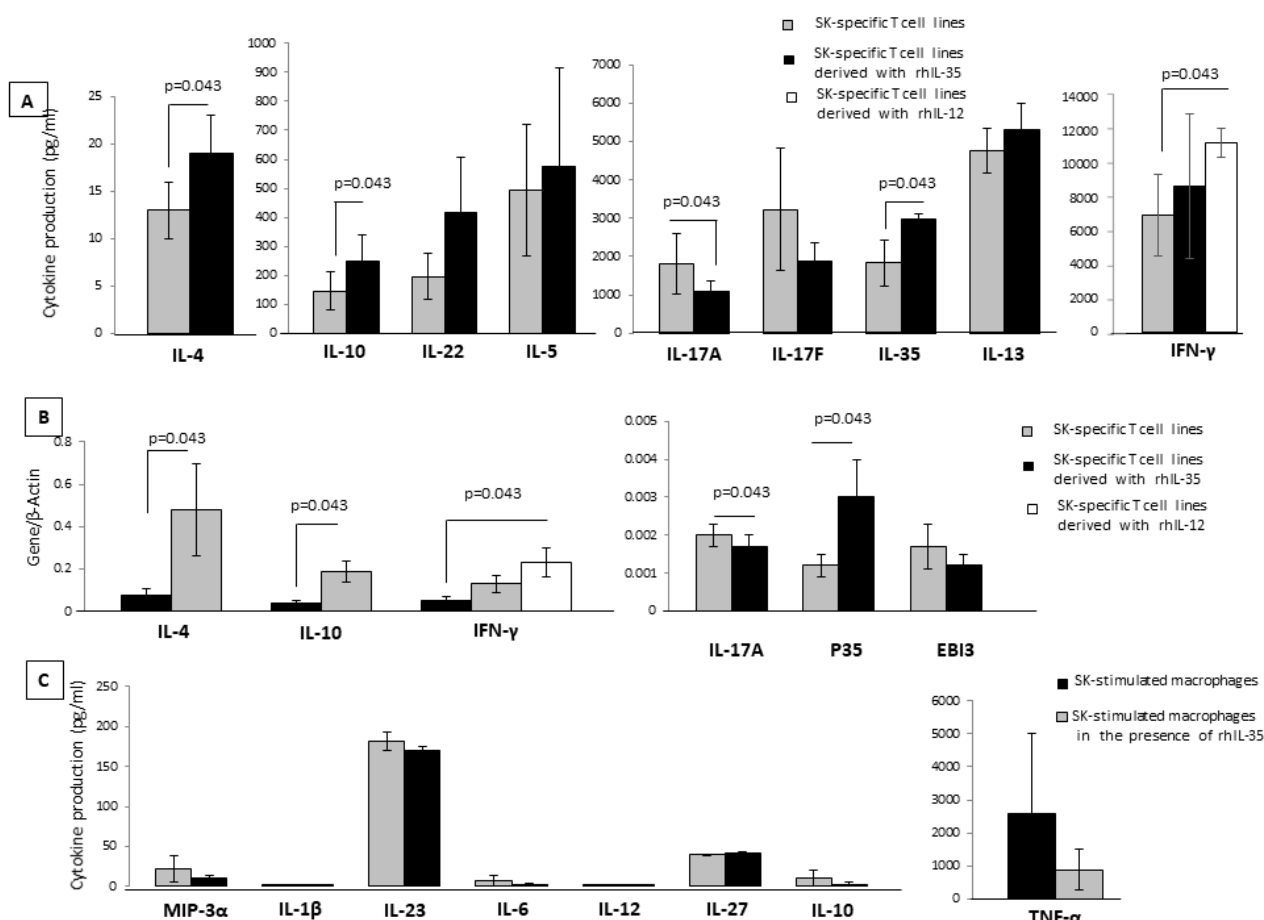 SK-specific T cell lines
SK-specific T cell lines
derived with rhIL-35
SK-specific T cell lines
derived with rhIL-12
A
Cytokine production (pg/ml)
25
20
15
10
5
0
p=0.043
IL-4
1000
900
800
700
600
500
400
300
200
100
0
p=0.043
IL-10 IL-22 IL-5
7000
6000
5000
4000
3000
2000
1000
0
p=0.043
p=0.043
IL-17A IL-17F IL-35 IL-13
14000
12000
10000
8000
6000
4000
2000
0
p=0.043
IFN-γ
B
Gene/β-Actin
0.8
0.6
0.4
0.2
0
p=0.043
p=0.043
p=0.043
IL-4 IL-10 IFN-γ
0.005
0.004
0.003
0.002
0.001
0
p=0.043
p=0.043
IL-17A P35 EBI3
SK-specific T cell lines
SK-specific T cell lines
derived with rhIL-35
SK-specific T cell lines
derived with rhIL-12
C
Cytokine production (pg/ml)
250
200
150
100
50
0
MIP-3α IL-1β IL-23 IL-6 IL-12 IL-27 IL-10
6000
5000
4000
3000
2000
1000
0
TNF-α
SK-stimulated macrophages
SK-stimulated macrophages
in the presence of rhIL-35